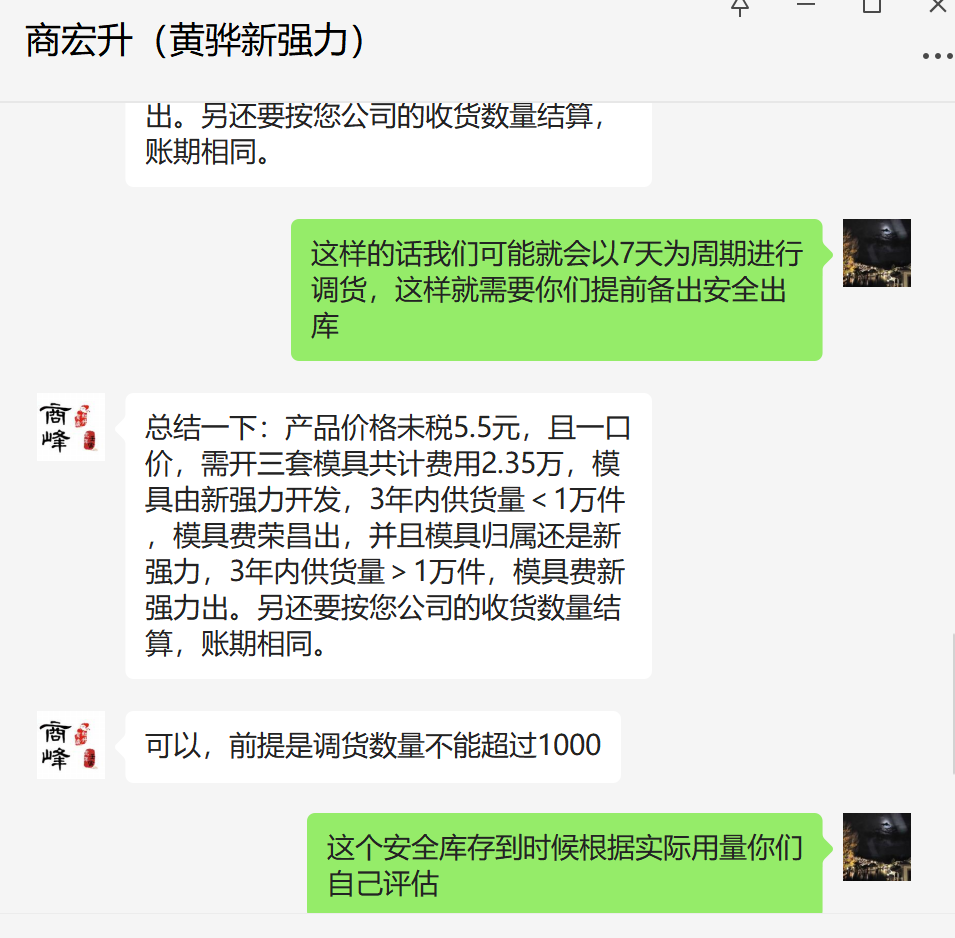 商宏升（黄骅新强力）
出。另还要按您公司的收货数量结算，
账期相同。
这样的话我们可能就会以7天为周期进行
调货，这样就需要你们提前备出安全出
库
商
峰
总结一下：产品价格未税5.5元，且一口
价，需开三套模具共计费用2.35万，模
具由新强力开发，3年内供货量＜1万件
，模具费荣昌出，并且模具归属还是新
强力，3年内供货量＞1万件，模具费新
强力出。另还要按您公司的收货数量结
算，账期相同。
商
峰
可以，前提是调货数量不能超过1000
这个安全库存到时候根据实际用量你们
自己评估